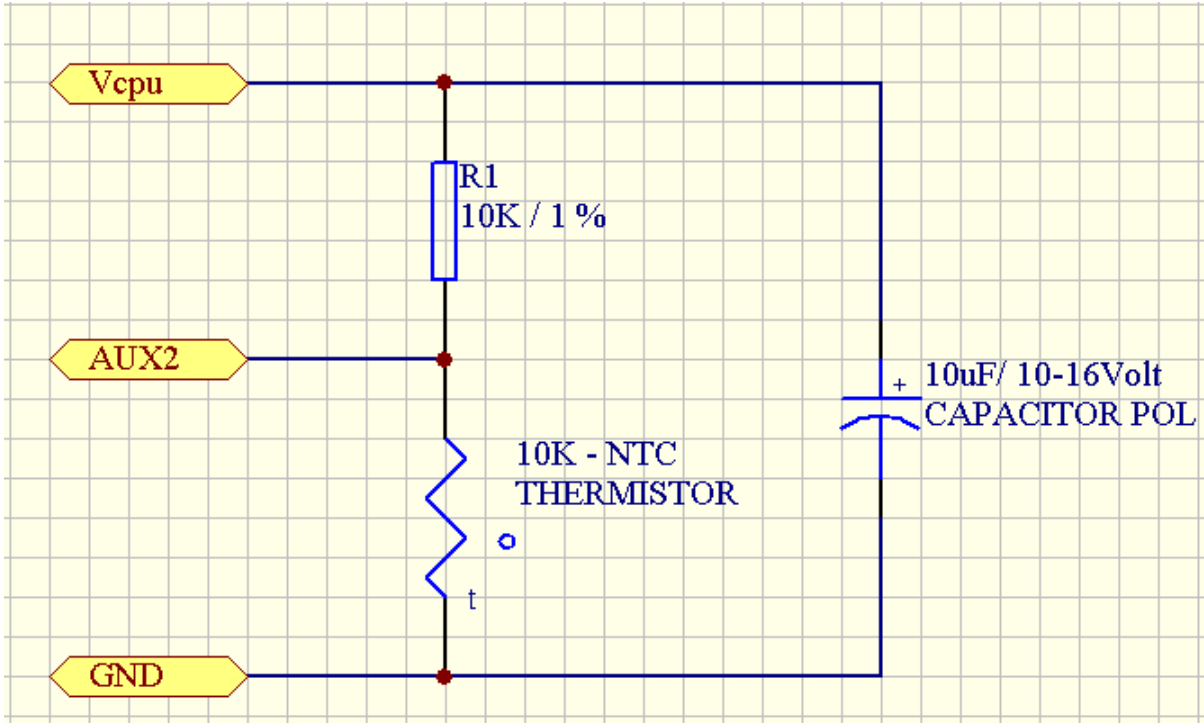 Vcpu
R1
10K / 1 %
AUX2
+
10uF/ 10-16Volt
CAPACITOR POL
10K - NTC
THERMISTOR
t
GND